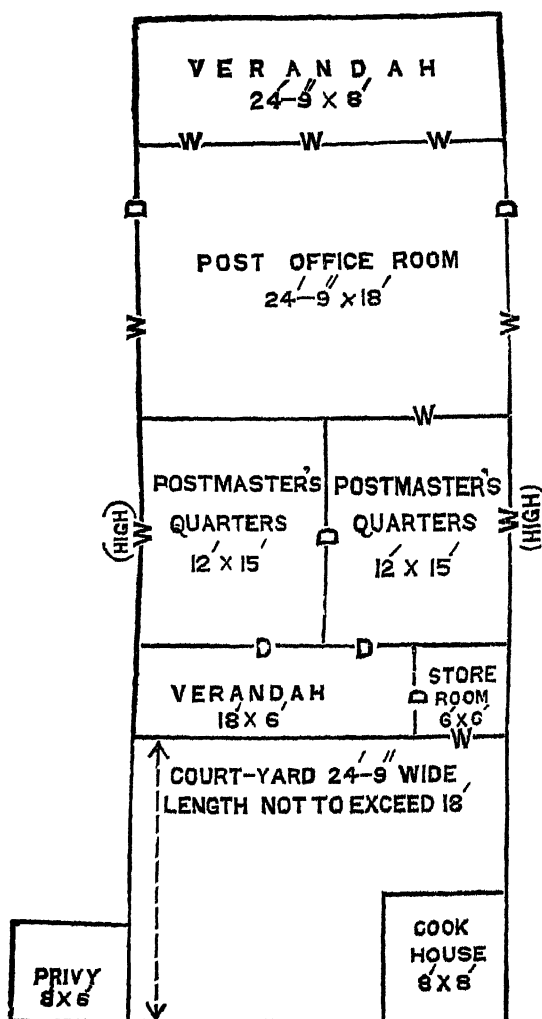 VERANDAH
24'-9" X 8'
W W W
D D
POST OFFICE ROOM
24'-9" X 18'
W W
W
POSTMASTER'S
QUARTERS
12' X 15'
POSTMASTER'S
QUARTERS
12' X 15'
(HIGH) W
D
W (HIGH)
D D
VERANDAH
18' X 6'
D
STORE
ROOM
6' X 6'
W
COURT-YARD 24'-9" WIDE
LENGTH NOT TO EXCEED 18'
PRIVY
8' X 6'
COOK
HOUSE
8' X 8'